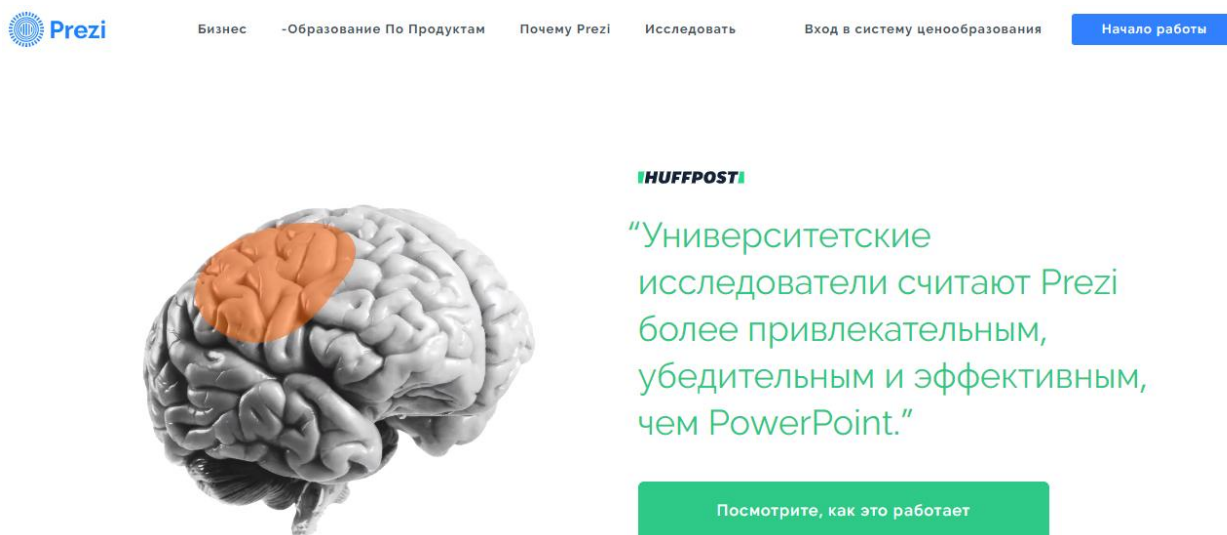 Prezi
Бизнес
-Образование По Продуктам
Почему Prezi
Исследовать
Вход в систему ценообразования
Начало работы
HUFFPOST
“Университетские
исследователи считают Prezi
более привлекательным,
убедительным и эффективным,
чем PowerPoint.”
Посмотрите, как это работает